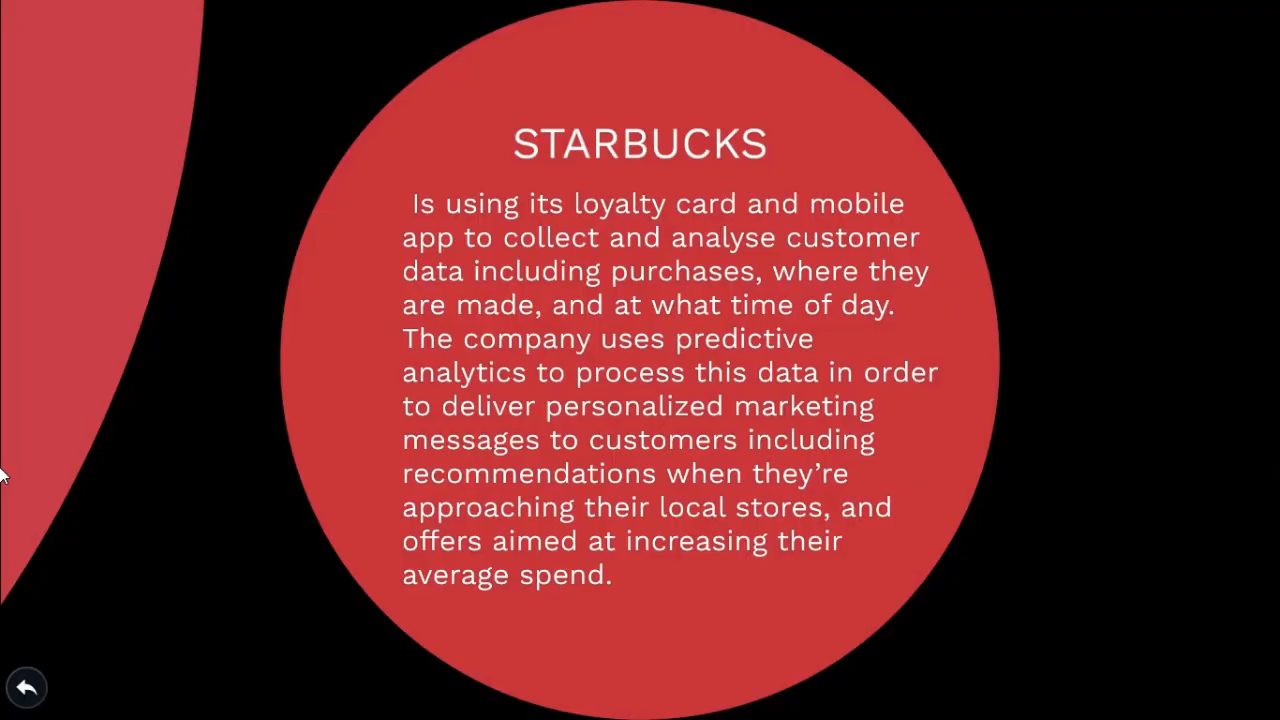 STARBUCKS
Is using its loyalty card and mobile
app to collect and analyse customer
data including purchases, where they
are made, and at what time of day.
The company uses predictive
analytics to process this data in order
to deliver personalized marketing
messages to customers including
recommendations when they’re
approaching their local stores, and
offers aimed at increasing their
average spend.